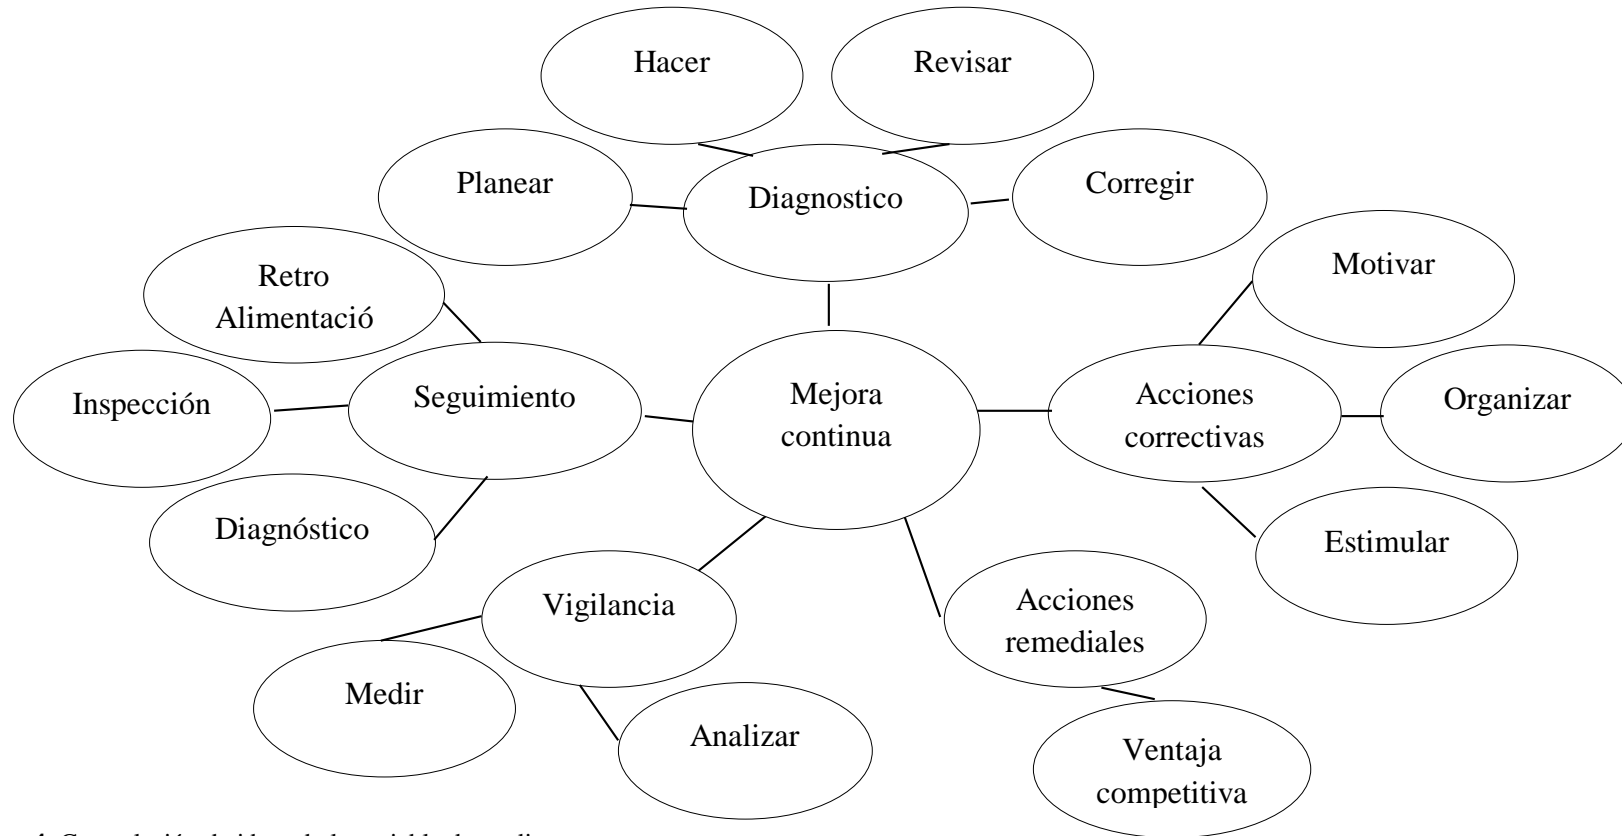 Hacer
Revisar
Planear
Diagnostico
Corregir
Retro
Alimentació
Motivar
Inspección
Seguimiento
Mejora
continua
Acciones
correctivas
Organizar
Diagnóstico
Estimular
Vigilancia
Acciones
remediales
Medir
Analizar
Ventaja
competitiva